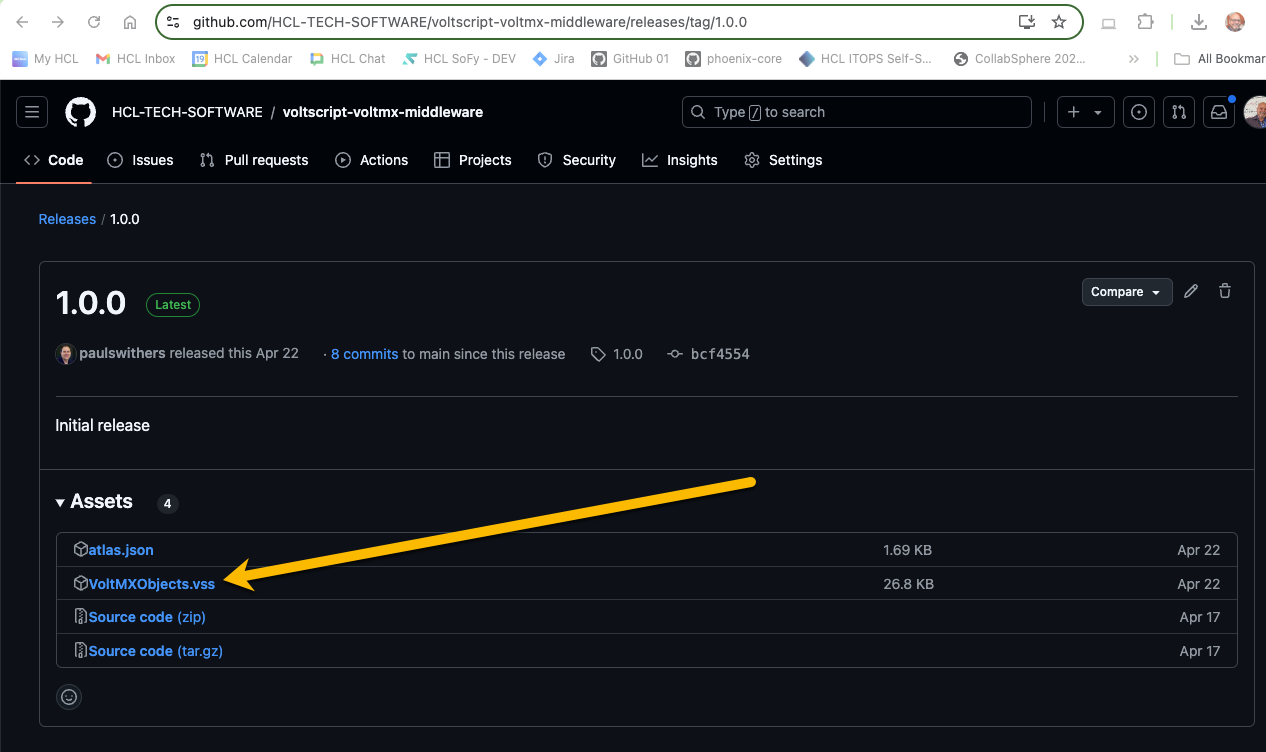 github.com/HCL-TECH-SOFTWARE/voltscript-voltmx-middleware/releases/tag/1.0.0
My HCL HCL Inbox 19 HCL Calendar HCL Chat HCL SoFy - DEV Jira GitHub 01 phoenix-core HCL ITOPS Self-S... CollabSphere 202... » All Bookmar
HCL-TECH-SOFTWARE / voltscript-voltmx-middleware Type / to search
Code Issues Pull requests Actions Projects Security Insights Settings
Releases / 1.0.0
1.0.0 Latest Compare
paulswithers released this Apr 22 · 8 commits to main since this release 1.0.0 bcf4554
Initial release
Assets 4
atlas.json 1.69 KB Apr 22
VoltMXObjects.vss 26.8 KB Apr 22
Source code (zip) Apr 17
Source code (tar.gz) Apr 17